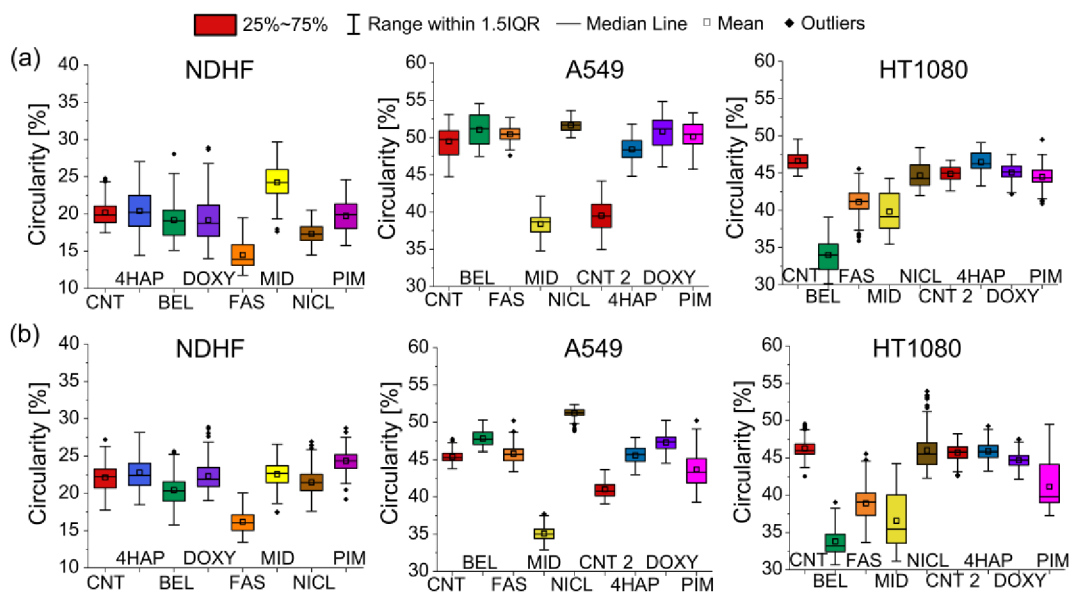 25%~75% Range within 1.5IQR Median Line Mean Outliers
(a)
NDHF
Circularity [%]
40
35
30
25
20
15
10
4HAP DOXY MID PIM
CNT BEL FAS NICL
A549
Circularity [%]
60
55
50
45
40
35
30
BEL MID CNT 2 DOXY
CNT FAS NICL 4HAP PIM
HT1080
Circularity [%]
60
55
50
45
40
35
30
CNT FAS NICL 4HAP PIM
BEL MID CNT 2 DOXY
(b)
NDHF
Circularity [%]
40
35
30
25
20
15
10
4HAP DOXY MID PIM
CNT BEL FAS NICL
A549
Circularity [%]
60
55
50
45
40
35
30
BEL MID CNT 2 DOXY
CNT FAS NICL 4HAP PIM
HT1080
Circularity [%]
60
55
50
45
40
35
30
CNT FAS NICL 4HAP PIM
BEL MID CNT 2 DOXY